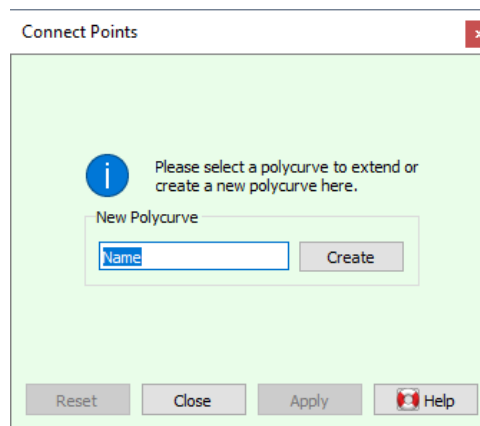 Connect Points
Please select a polycurve to extend or
create a new polycurve here.
New Polycurve
Name
Create
Reset
Close
Apply
Help